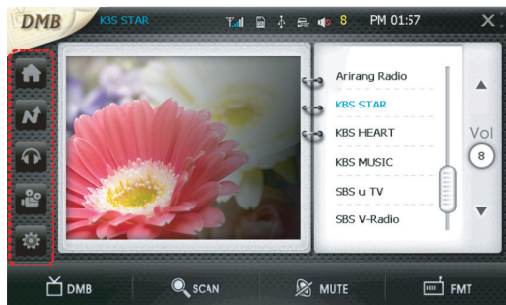 DMB
KBS STAR
8
PM 01:57
X
Arirang Radio
KBS STAR
KBS HEART
KBS MUSIC
SBS u TV
SBS V-Radio
Vol
8
DMB
SCAN
MUTE
FMT